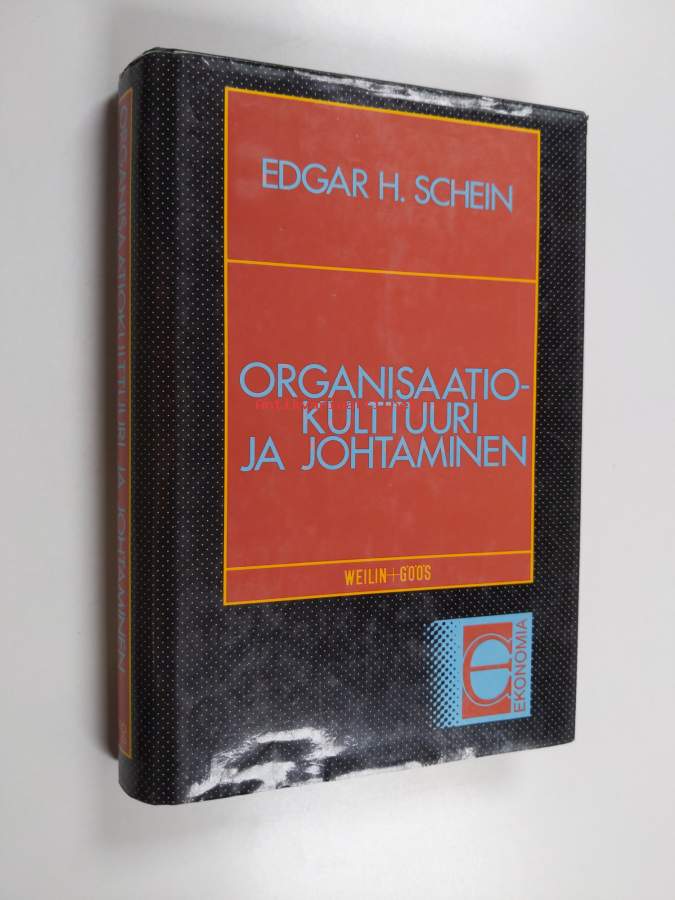 EDGAR H. SCHEIN
ORGANISAATIO-
KULTTUURI
JA JOHTAMINEN
WEILIN+GÖÖS
e
EKONOMIA
ORGANISAATIOKULTTUURI JA JOHTAMINEN